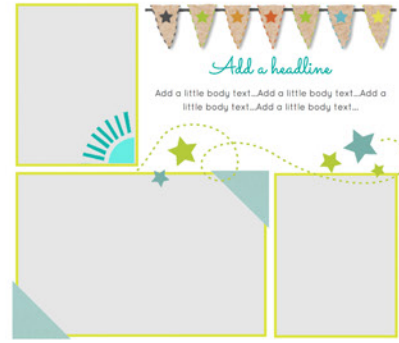 Add a headline
Add a little body text...Add a little body text...Add a
little body text...Add a little body text...